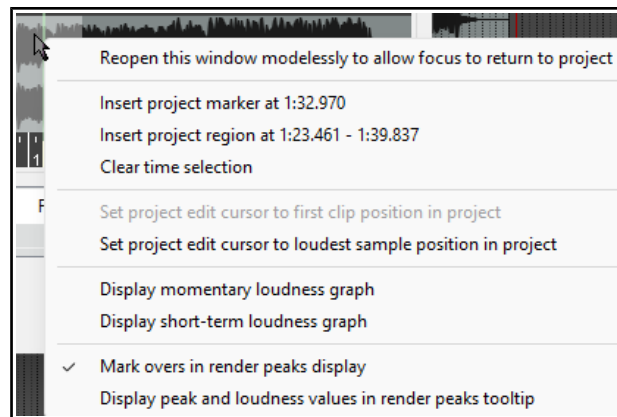 Reopen this window modelessly to allow focus to return to project
Insert project marker at 1:32.970
Insert project region at 1:23.461 - 1:39.837
1
Clear time selection
F
Set project edit cursor to first clip position in project
Set project edit cursor to loudest sample position in project
Display momentary loudness graph
Display short-term loudness graph
Mark overs in render peaks display
Display peak and loudness values in render peaks tooltip